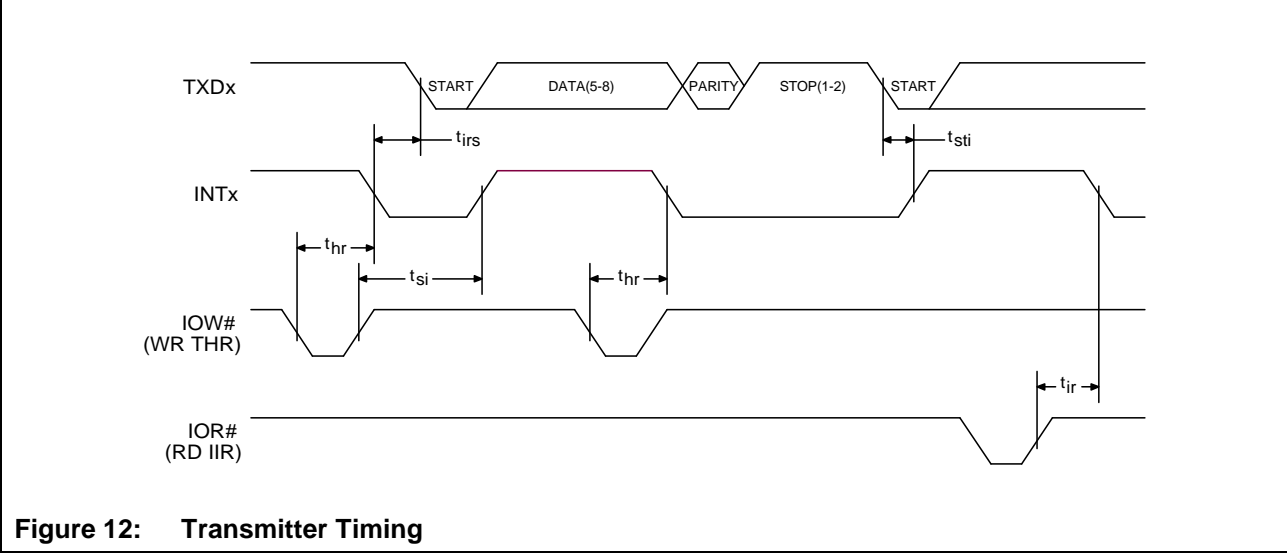 TXDx
START
DATA(5-8)
PARITY
STOP(1-2)
START
tirs
tsti
INTx
thr
tsi
thr
IOW#
(WR THR)
tir
IOR#
(RD IIR)
Figure 12: Transmitter Timing